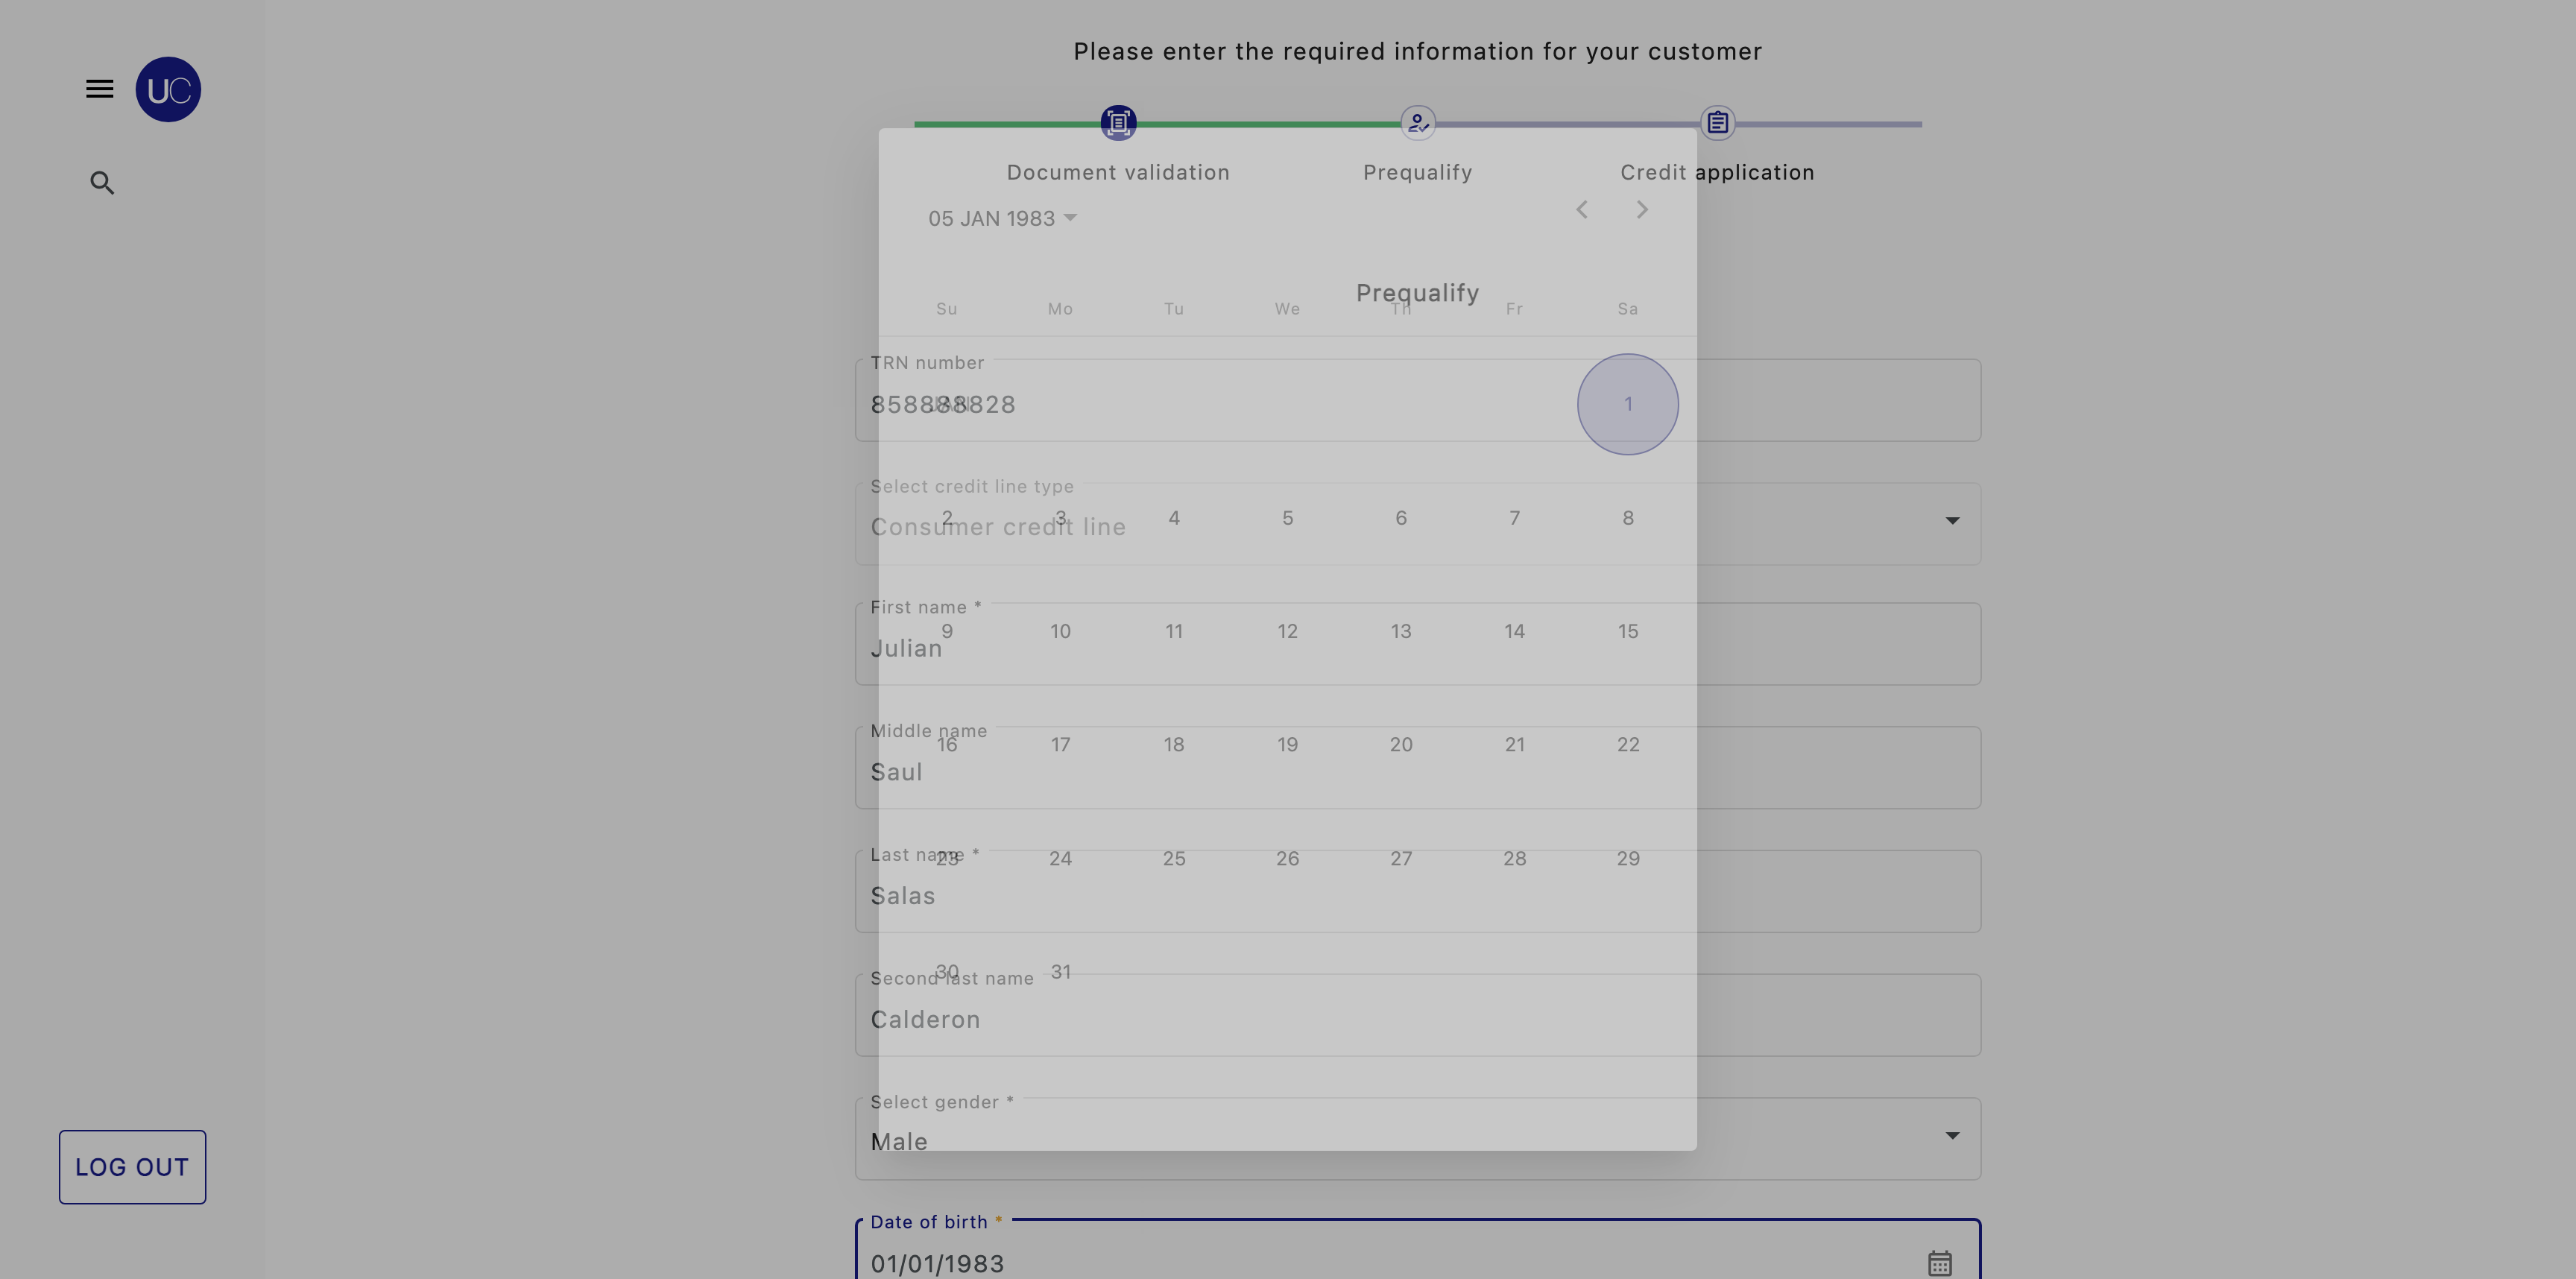 Please enter the required information for your customer
UC
Document validation
Prequalify
Credit application
05 JAN 1983
Prequalify
Su Mo Tu We Th Fr Sa
TRN number
858888828
JAN
1
Select credit line type
Consumer credit line
2 3 4 5 6 7 8
First name *
Julian
9 10 11 12 13 14 15
Middle name
Saul
16 17 18 19 20 21 22
Last name *
Salas
23 24 25 26 27 28 29
Second last name
Calderon
30 31
Select gender *
Male
LOG OUT
Date of birth *
01/01/1983